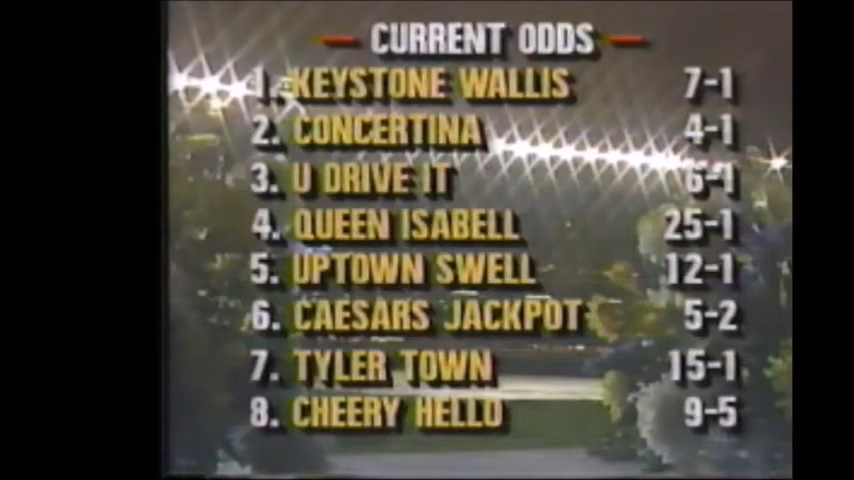 CURRENT ODDS
1. KEYSTONE WALLIS 7-1
2. CONCERTINA 4-1
3. U DRIVE IT 6-1
4. QUEEN ISABELL 25-1
5. UPTOWN SWELL 12-1
6. CAESARS JACKPOT 5-2
7. TYLER TOWN 15-1
8. CHEERY HELLO 9-5